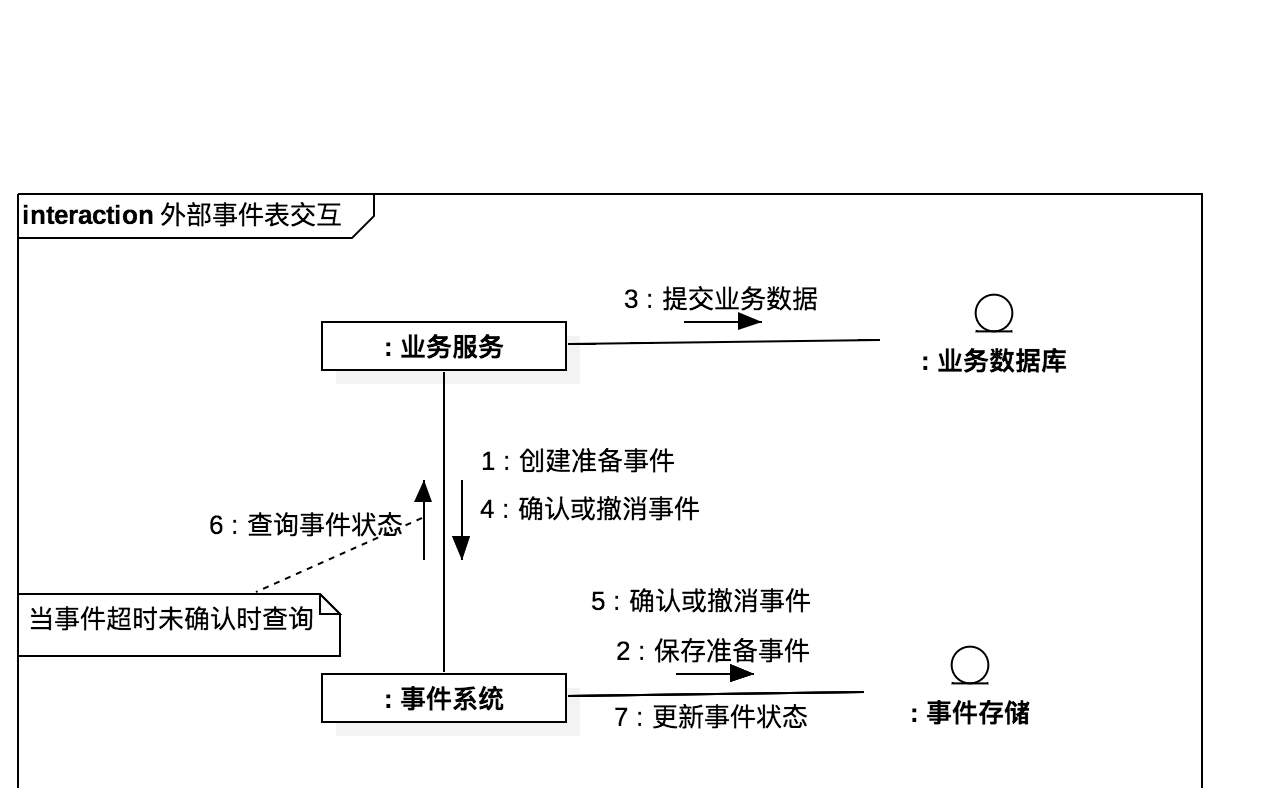 interaction 外部事件表交互
3 : 提交业务数据
: 业务服务
: 业务数据库
1 : 创建准备事件
4 : 确认或撤消事件
6 : 查询事件状态
当事件超时未确认时查询
5 : 确认或撤消事件
2 : 保存准备事件
: 事件系统
7 : 更新事件状态
: 事件存储